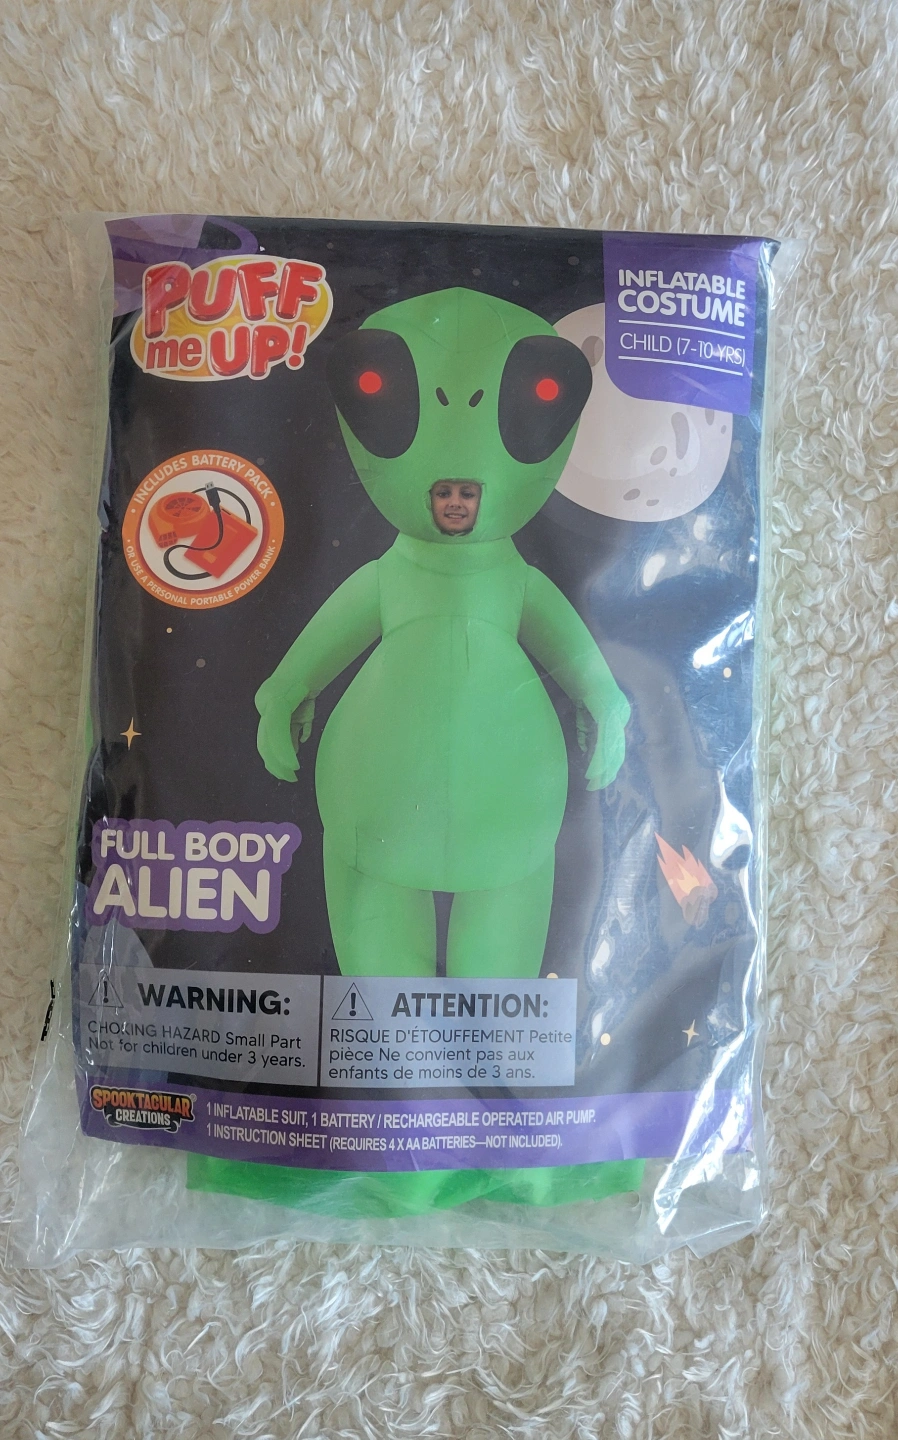 PUFF
me UP!
INFLATABLE
COSTUME
CHILD (7-10 YRS)
• INCLUDES BATTERY PACK •
OR USE A PERSONAL PORTABLE POWER BANK
FULL BODY
ALIEN
WARNING:
CHOKING HAZARD Small Part
Not for children under 3 years.
ATTENTION:
RISQUE D'ÉTOUFFEMENT Petite
pièce Ne convient pas aux
enfants de moins de 3 ans.
SPOOKTACULAR
CREATIONS
1 INFLATABLE SUIT, 1 BATTERY / RECHARGEABLE OPERATED AIR PUMP.
1 INSTRUCTION SHEET (REQUIRES 4 X AA BATTERIES—NOT INCLUDED).